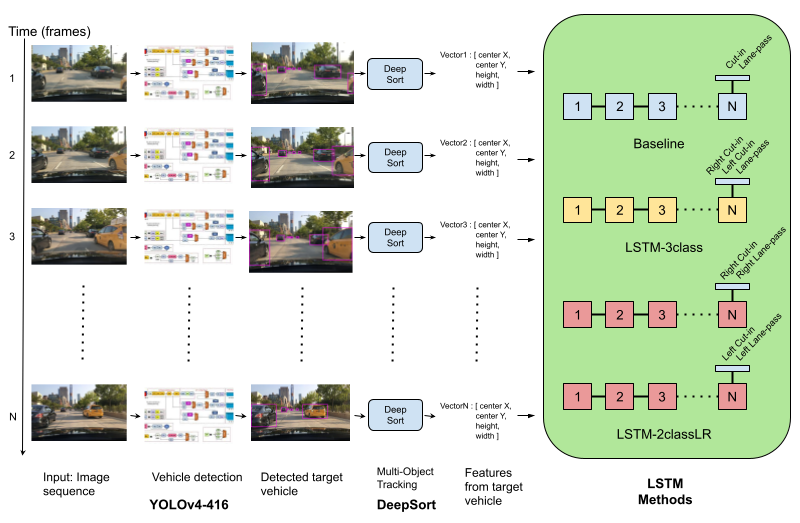 Time (frames)
1
Deep
Sort
Vector1 : [ center X,
center Y,
height,
width ]
2
Deep
Sort
Vector2 : [ center X,
center Y,
height,
width ]
3
Deep
Sort
Vector3 : [ center X,
center Y,
height,
width ]
N
Deep
Sort
VectorN : [ center X,
center Y,
height,
width ]
Cut-in
Lane-pass
1 2 3 N
Baseline
Right Cut-in
Left Cut-in
Lane-pass
1 2 3 N
LSTM-3class
Right Cut-in
Right Lane-pass
1 2 3 N
Left Cut-in
Left Lane-pass
1 2 3 N
LSTM-2classLR
Input: Image
sequence
Vehicle detection
YOLOv4-416
Detected target
vehicle
Multi-Object
Tracking
DeepSort
Features
from target
vehicle
LSTM
Methods